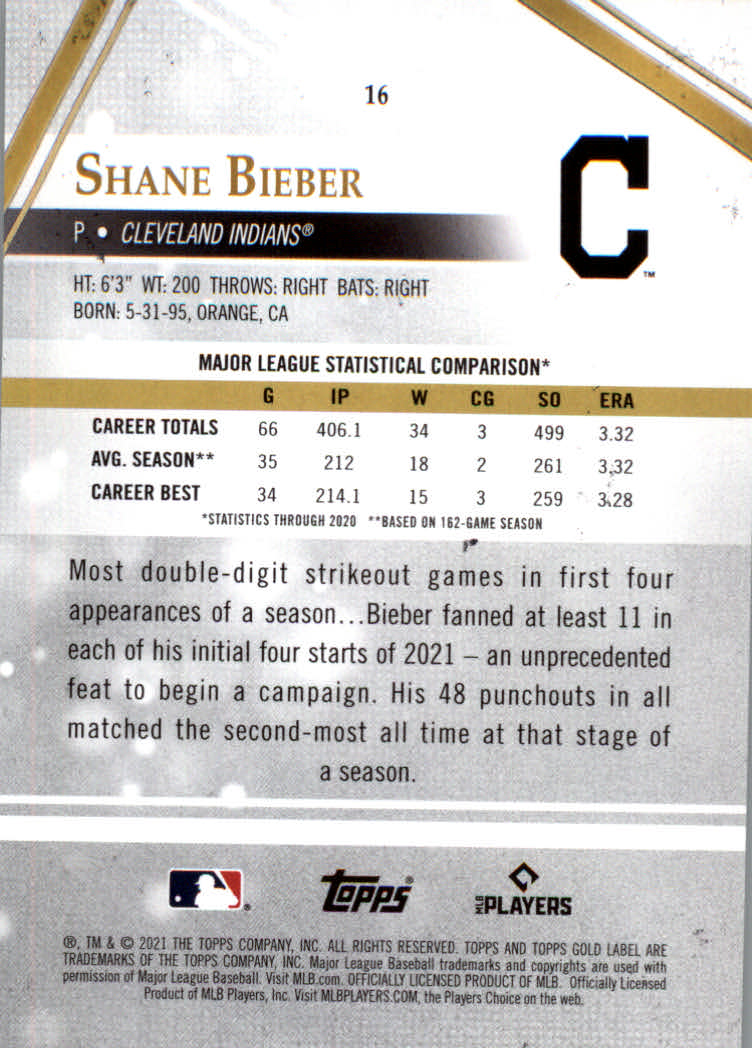 16
SHANE BIEBER
C
™
P • CLEVELAND INDIANS®
HT: 6'3" WT: 200 THROWS: RIGHT BATS: RIGHT
BORN: 5-31-95, ORANGE, CA
MAJOR LEAGUE STATISTICAL COMPARISON*
G IP W CG SO ERA
CAREER TOTALS 66 406.1 34 3 499 3.32
AVG. SEASON** 35 212 18 2 261 3.32
CAREER BEST 34 214.1 15 3 259 3.28
*STATISTICS THROUGH 2020 **BASED ON 162-GAME SEASON
Most double-digit strikeout games in first four
appearances of a season...Bieber fanned at least 11 in
each of his initial four starts of 2021 – an unprecedented
feat to begin a campaign. His 48 punchouts in all
matched the second-most all time at that stage of
a season.
®
TOPPS®
MLB PLAYERS
®, TM & © 2021 THE TOPPS COMPANY, INC. ALL RIGHTS RESERVED. TOPPS AND TOPPS GOLD LABEL ARE
TRADEMARKS OF THE TOPPS COMPANY, INC. Major League Baseball trademarks and copyrights are used with
permission of Major League Baseball. Visit MLB.com. OFFICIALLY LICENSED PRODUCT OF MLB. Officially Licensed
Product of MLB Players, Inc. Visit MLBPLAYERS.COM, the Players Choice on the web.